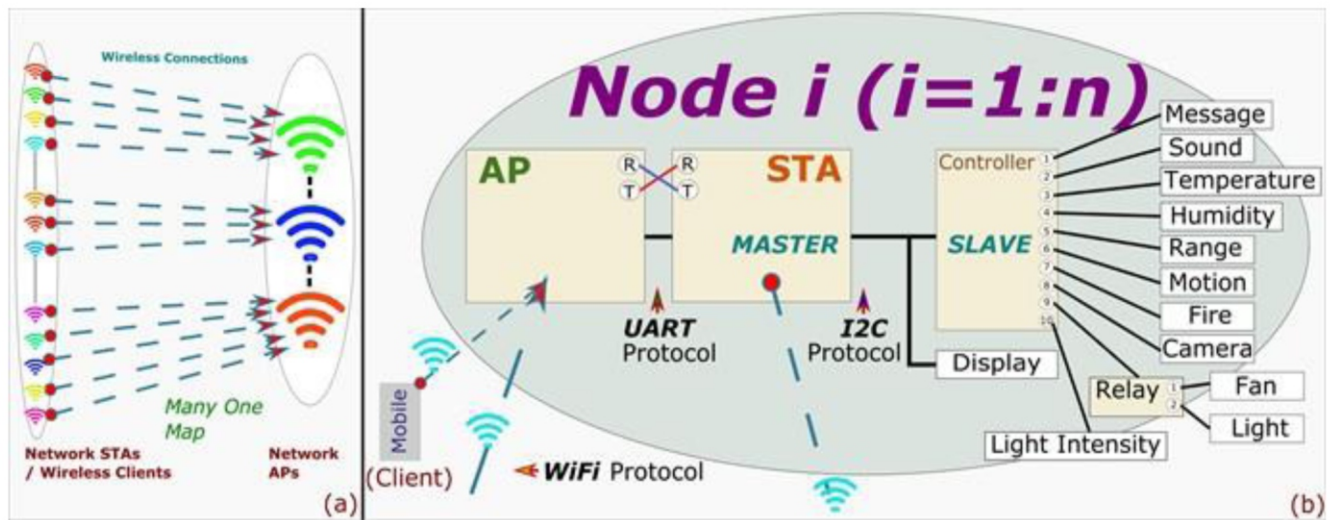 Wireless Connections
Many One
Map
Network STAs
/ Wireless Clients
Network
APs
(a)
Node i (i=1:n)
AP
R
T
R
T
STA
MASTER
UART
Protocol
I2C
Protocol
Controller
SLAVE
1
2
3
4
5
6
7
8
9
10
Message
Sound
Temperature
Humidity
Range
Motion
Fire
Camera
Relay
1
2
Fan
Light
Display
Light Intensity
Mobile
(Client)
WiFi Protocol
(b)